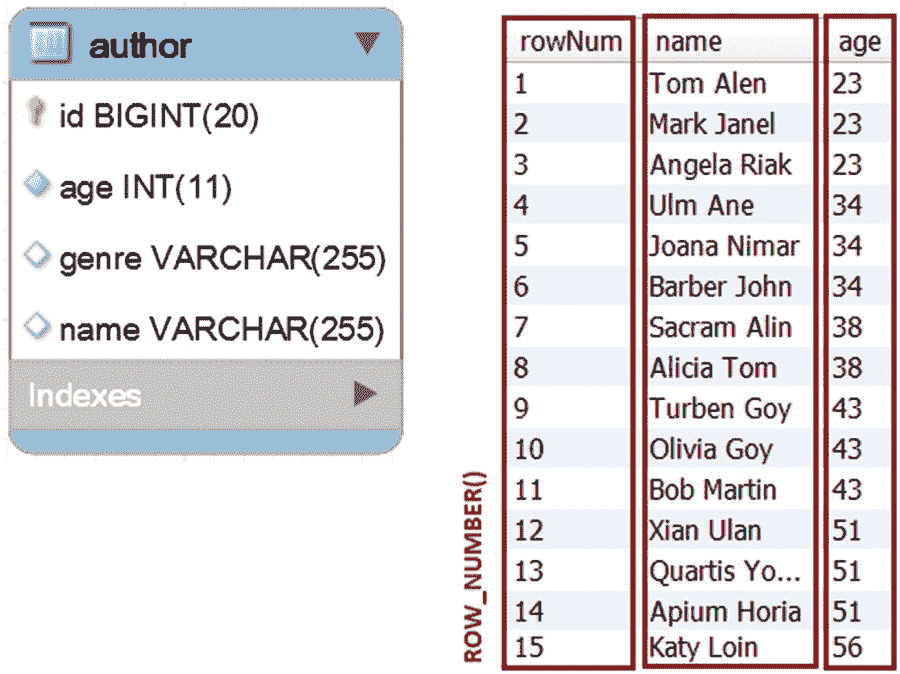 author
id BIGINT(20)
age INT(11)
genre VARCHAR(255)
name VARCHAR(255)
Indexes
ROW_NUMBER()
rowNum name age
1 Tom Alen 23
2 Mark Janel 23
3 Angela Riak 23
4 Ulm Ane 34
5 Joana Nimar 34
6 Barber John 34
7 Sacram Alin 38
8 Alicia Tom 38
9 Turben Goy 43
10 Olivia Goy 43
11 Bob Martin 43
12 Xian Ulan 51
13 Quartis Yo... 51
14 Apium Horia 51
15 Katy Loin 56